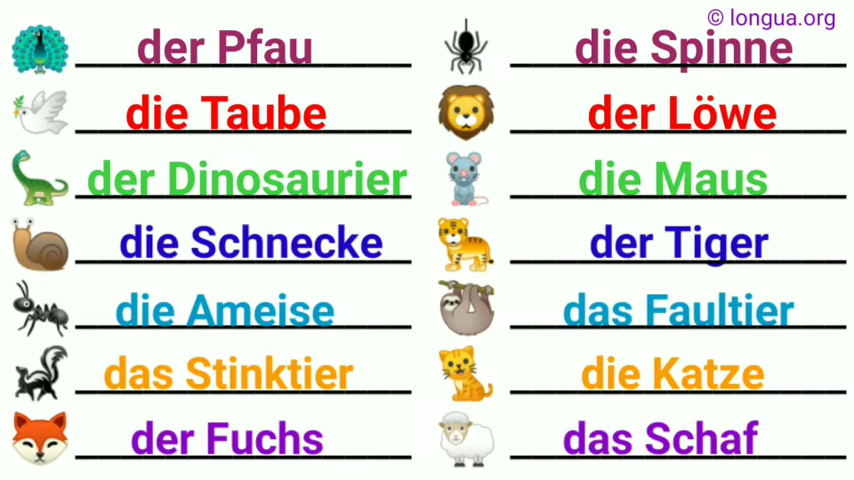 © longua.org
der Pfau
die Spinne
die Taube
der Löwe
der Dinosaurier
die Maus
die Schnecke
der Tiger
die Ameise
das Faultier
das Stinktier
die Katze
der Fuchs
das Schaf